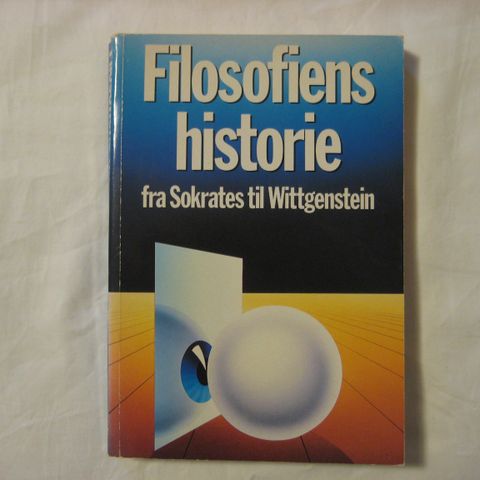 Filosofiens
historie
fra Sokrates til Wittgenstein